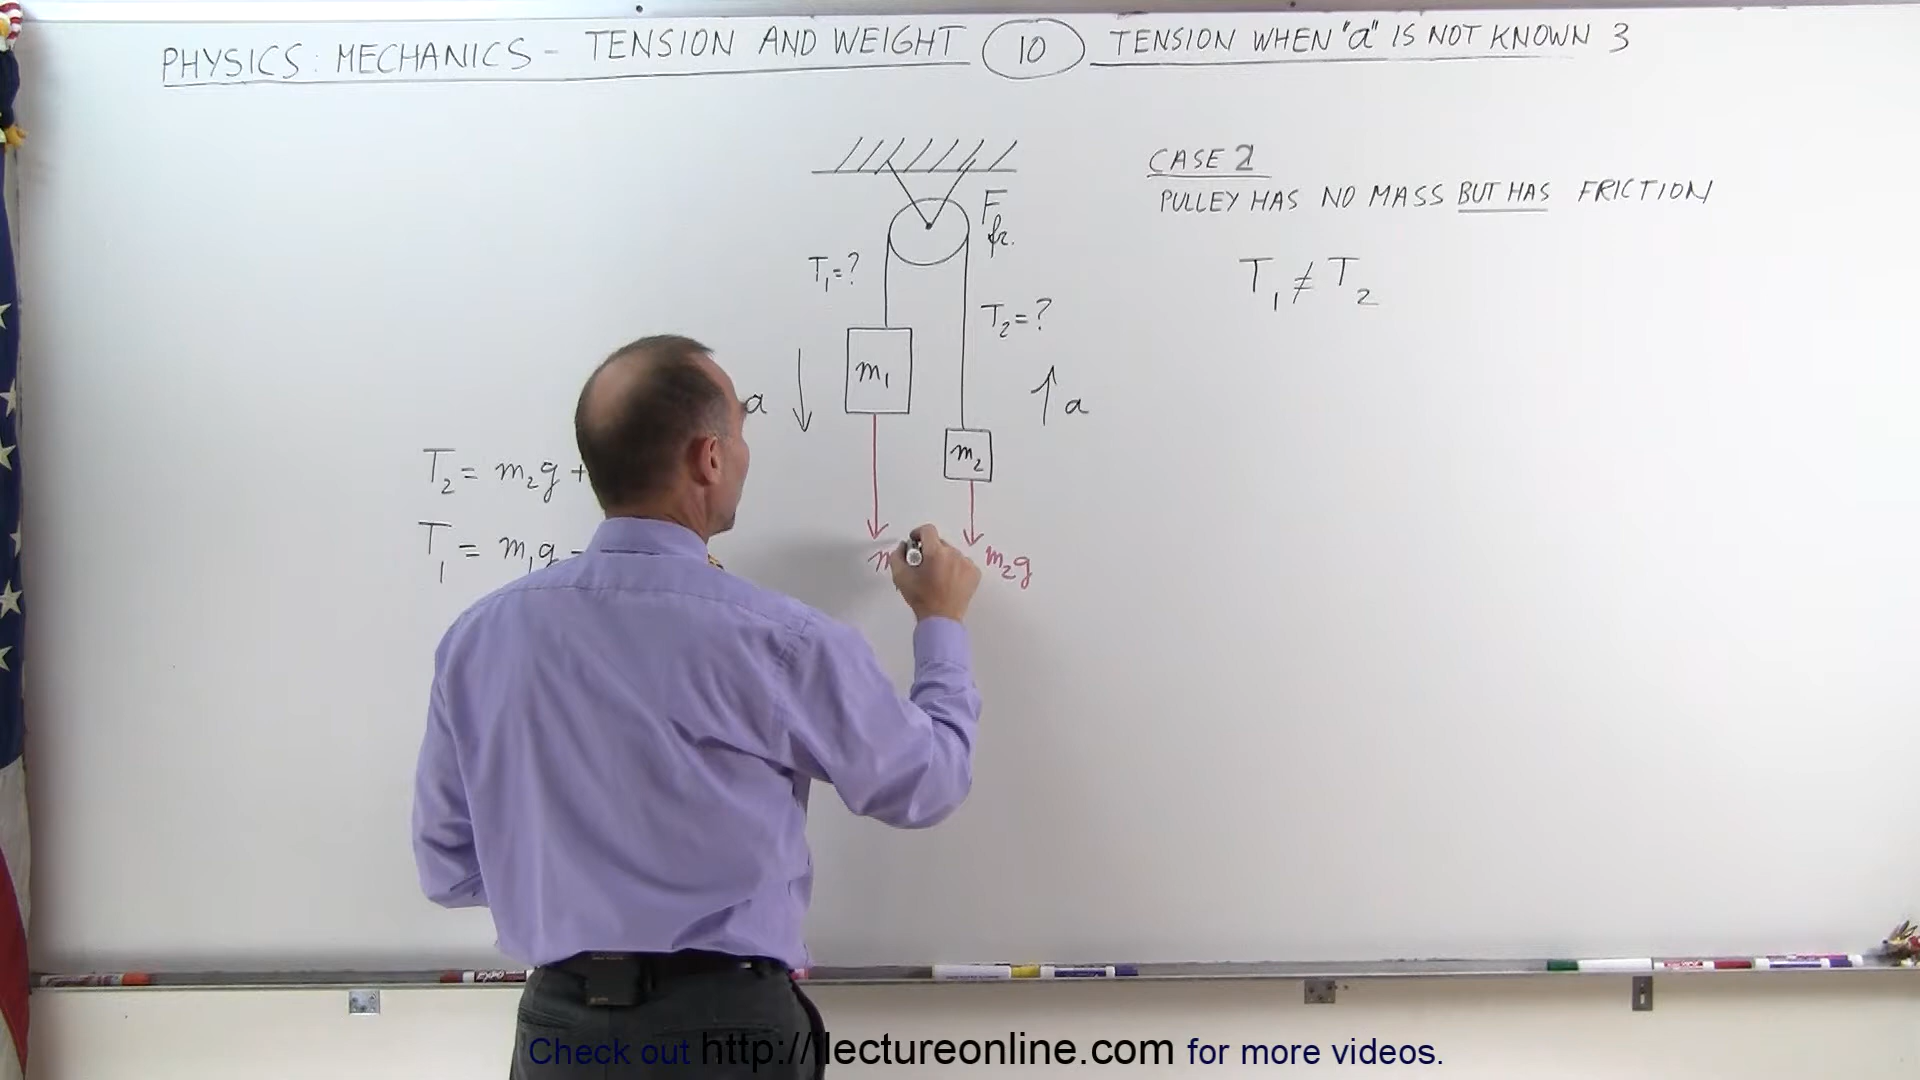 PHYSICS: MECHANICS - TENSION AND WEIGHT 10 TENSION WHEN "a" IS NOT KNOWN 3
CASE 2
PULLEY HAS NO MASS BUT HAS FRICTION
F fr.
T₁=?
T₁ ≠ T₂
T₂=?
m₁
a
a
m₂
T₂ = m₂g +
T₁ = m₁g -
m
m₂g
EXPO
Check out http://ilectureonline.com for more videos.